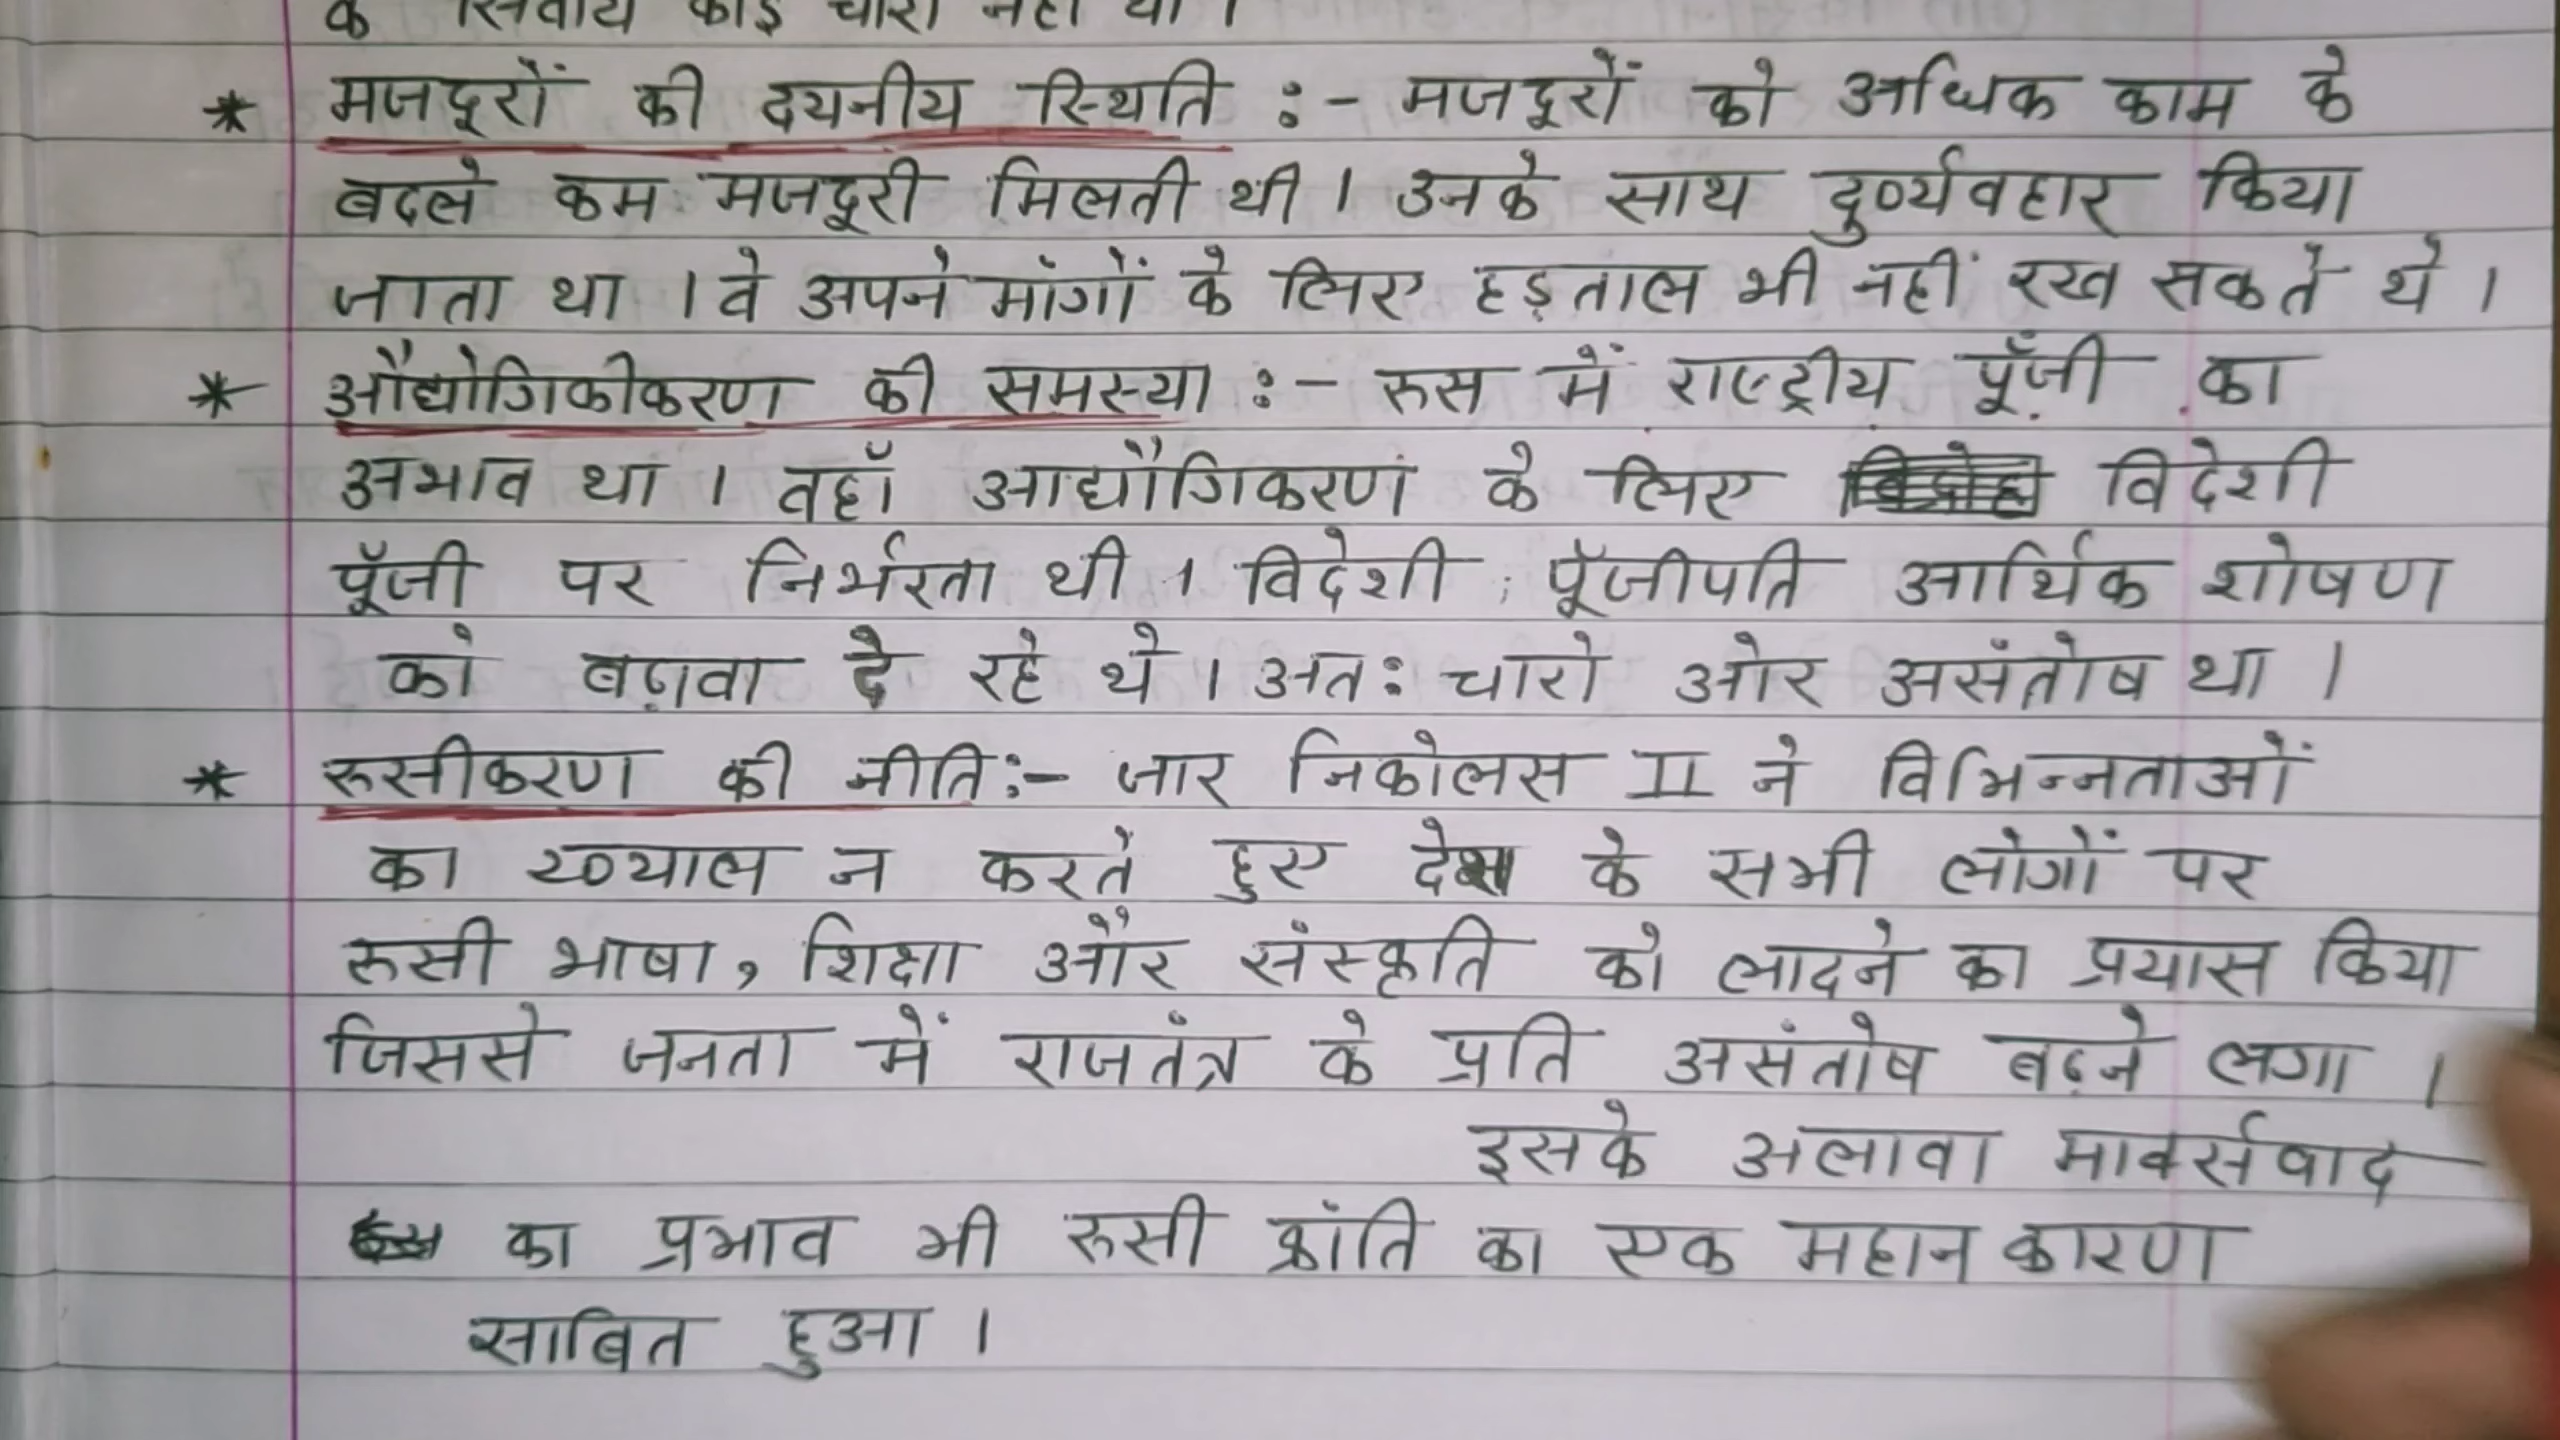 के सिवाय कोई चारा नहीं था।
* मजदूरों की दयनीय स्थिति :- मजदूरों को अधिक काम के
बदले कम मजदूरी मिलती थी। उनके साथ दुर्व्यवहार किया
जाता था । वे अपने मांगों के लिए हड़ताल भी नहीं रख सकते थे ।
* औद्योगिकीकरण की समस्या :- रुस में राष्ट्रीय पूँजी का
अभाव था । वहाँ आद्यौगिकरण के लिए विदेशी
पूँजी पर निर्भरता थी । विदेशी पूँजीपति आर्थिक शोषण
को बढ़ावा दे रहे थे । अतः चारो ओर असंतोष था ।
* रुसीकरण की नीति :- जार निकोलस II ने विभिन्नताओं
का ख्याल न करते हुए देश के सभी लोगों पर
रुसी भाषा, शिक्षा और संस्कृति को लादने का प्रयास किया
जिससे जनता में राजतंत्र के प्रति असंतोष बढ़ने लगा ।
इसके अलावा मार्क्सवाद
का प्रभाव भी रुसी क्रांति का एक महान कारण
साबित हुआ ।